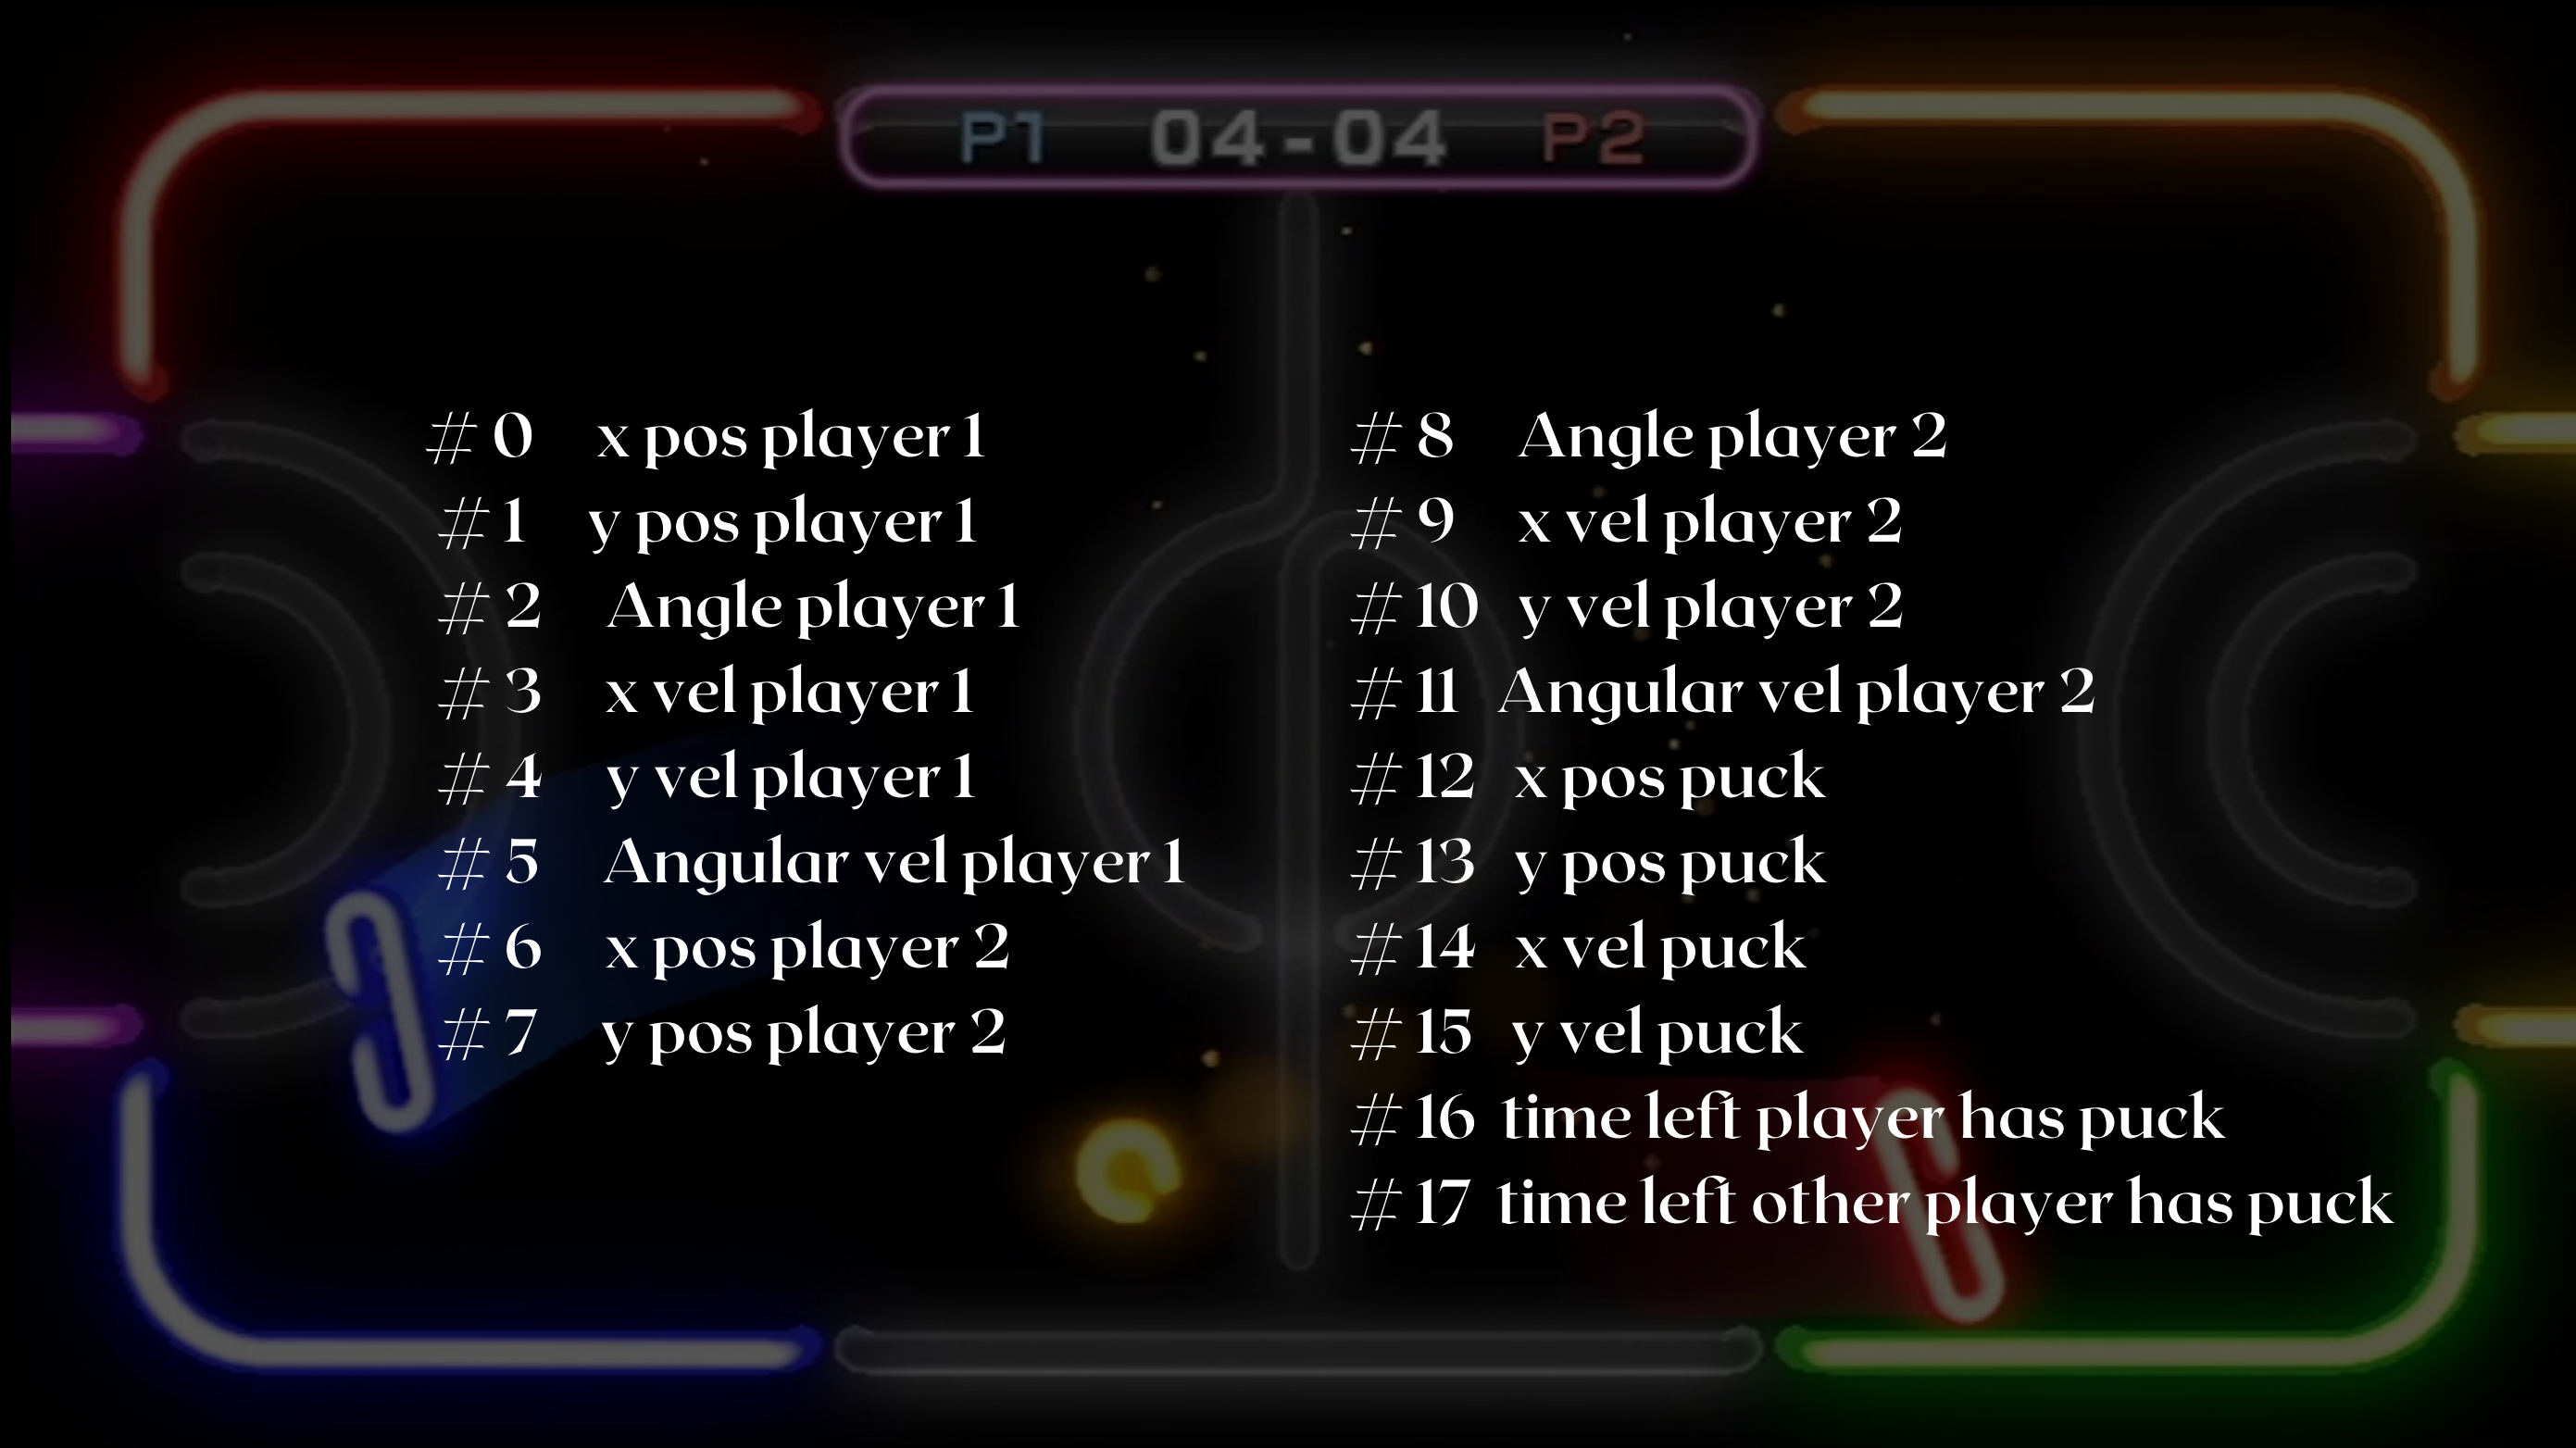 P1 04-04 P2
# 0 x pos player 1
# 1 y pos player 1
# 2 Angle player 1
# 3 x vel player 1
# 4 y vel player 1
# 5 Angular vel player 1
# 6 x pos player 2
# 7 y pos player 2
# 8 Angle player 2
# 9 x vel player 2
# 10 y vel player 2
# 11 Angular vel player 2
# 12 x pos puck
# 13 y pos puck
# 14 x vel puck
# 15 y vel puck
# 16 time left player has puck
# 17 time left other player has puck